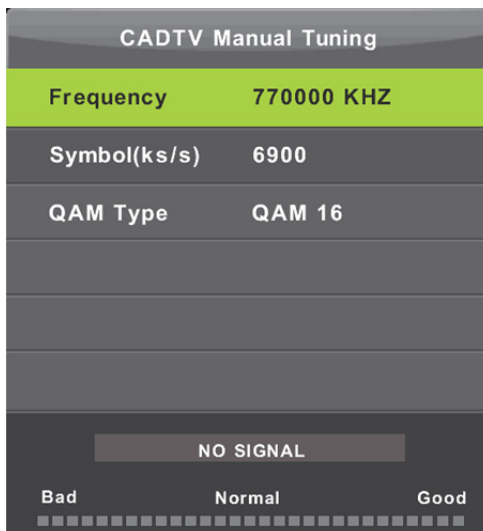 CADTV Manual Tuning
Frequency 770000 KHZ
Symbol(ks/s) 6900
QAM Type QAM 16
NO SIGNAL
Bad Normal Good